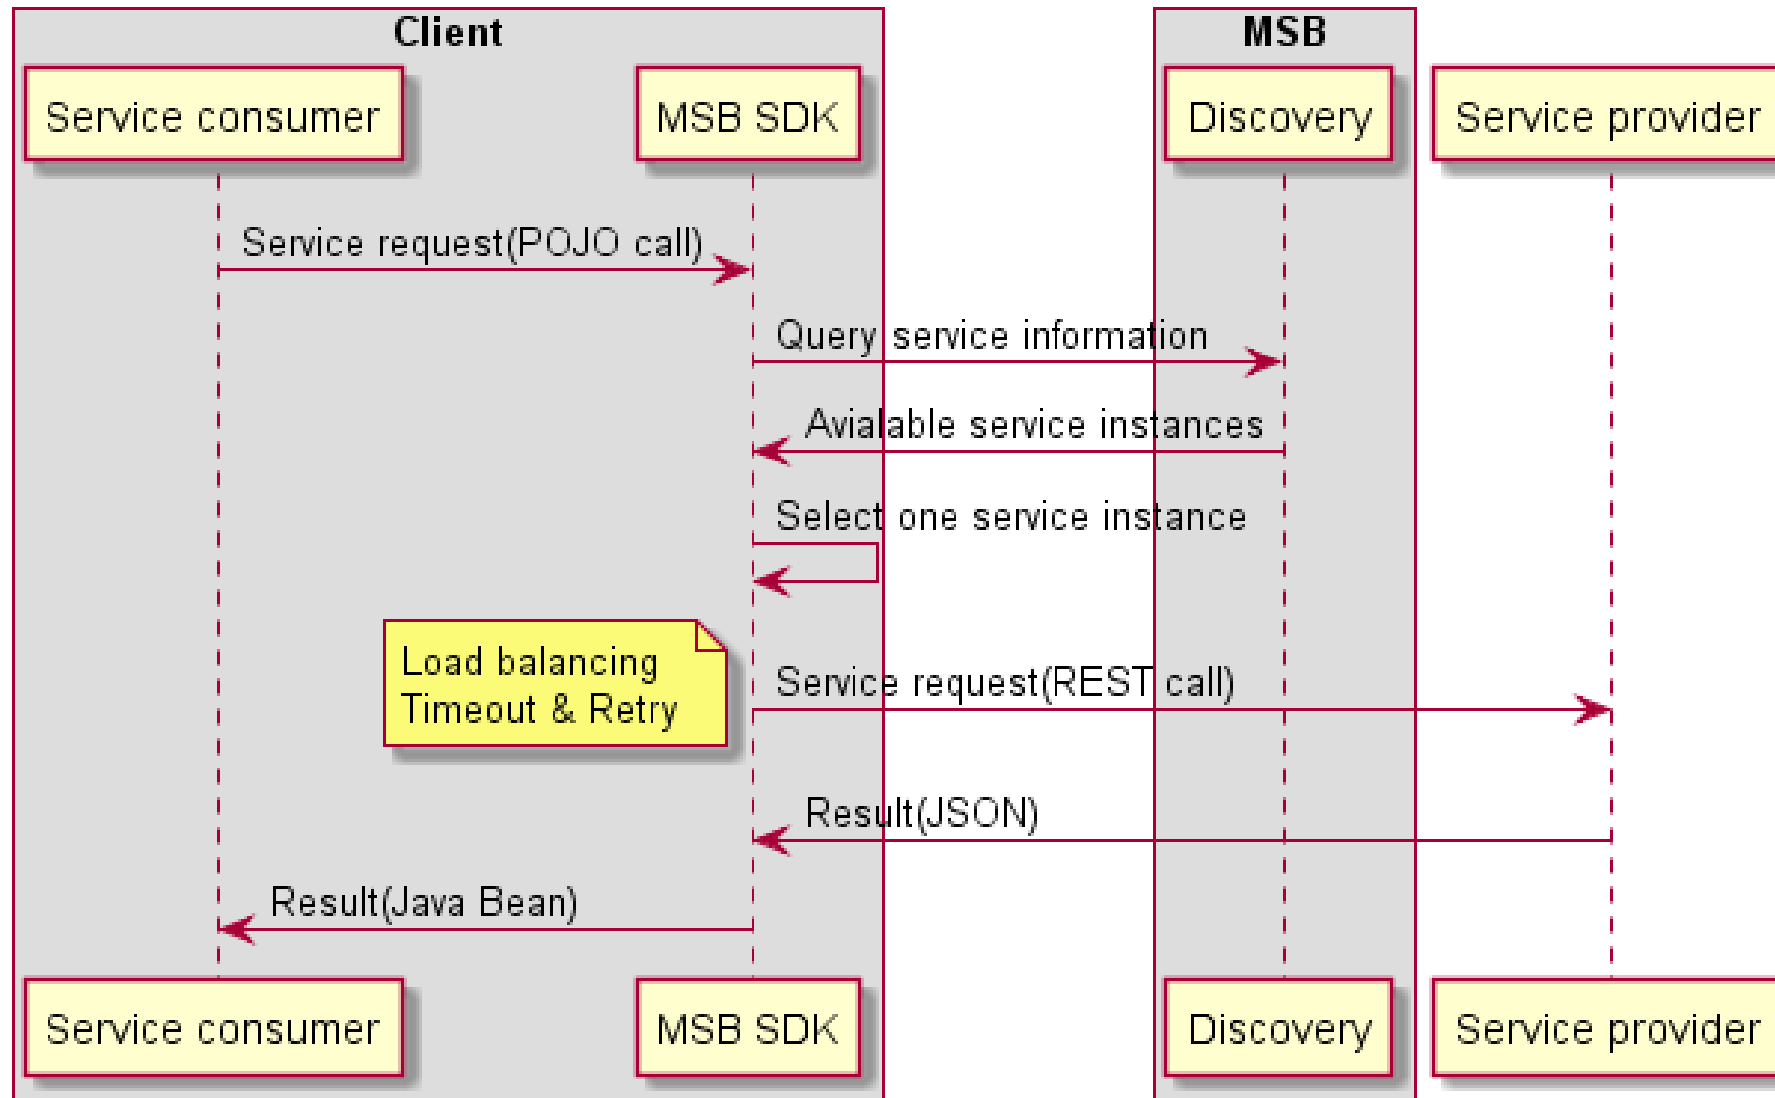 Client
MSB
Service consumer
MSB SDK
Discovery
Service provider
Service request(POJO call)
Query service information
Avialable service instances
Select one service instance
Load balancing
Timeout & Retry
Service request(REST call)
Result(JSON)
Result(Java Bean)
Service consumer
MSB SDK
Discovery
Service provider